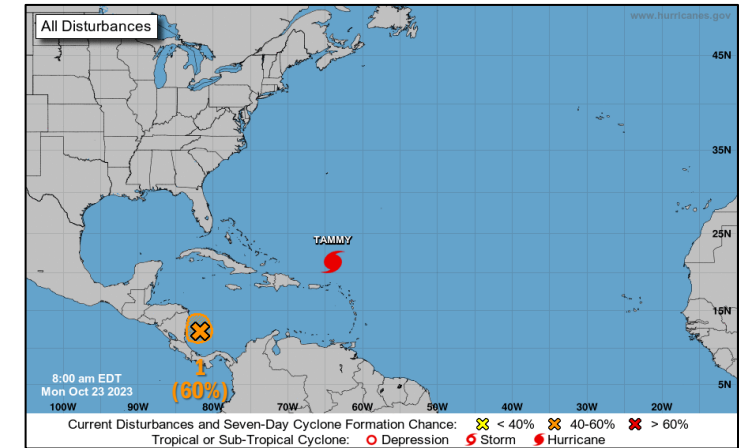 All Disturbances
www.hurricanes.gov
45N
35N
TAMMY
25N
15N
1
(60%)
8:00 am EDT
Mon Oct 23 2023
5N
100W 90W 80W 70W 60W 50W 40W 30W 20W
Current Disturbances and Seven-Day Cyclone Formation Chance: < 40% 40-60% > 60%
Tropical or Sub-Tropical Cyclone: Depression Storm Hurricane